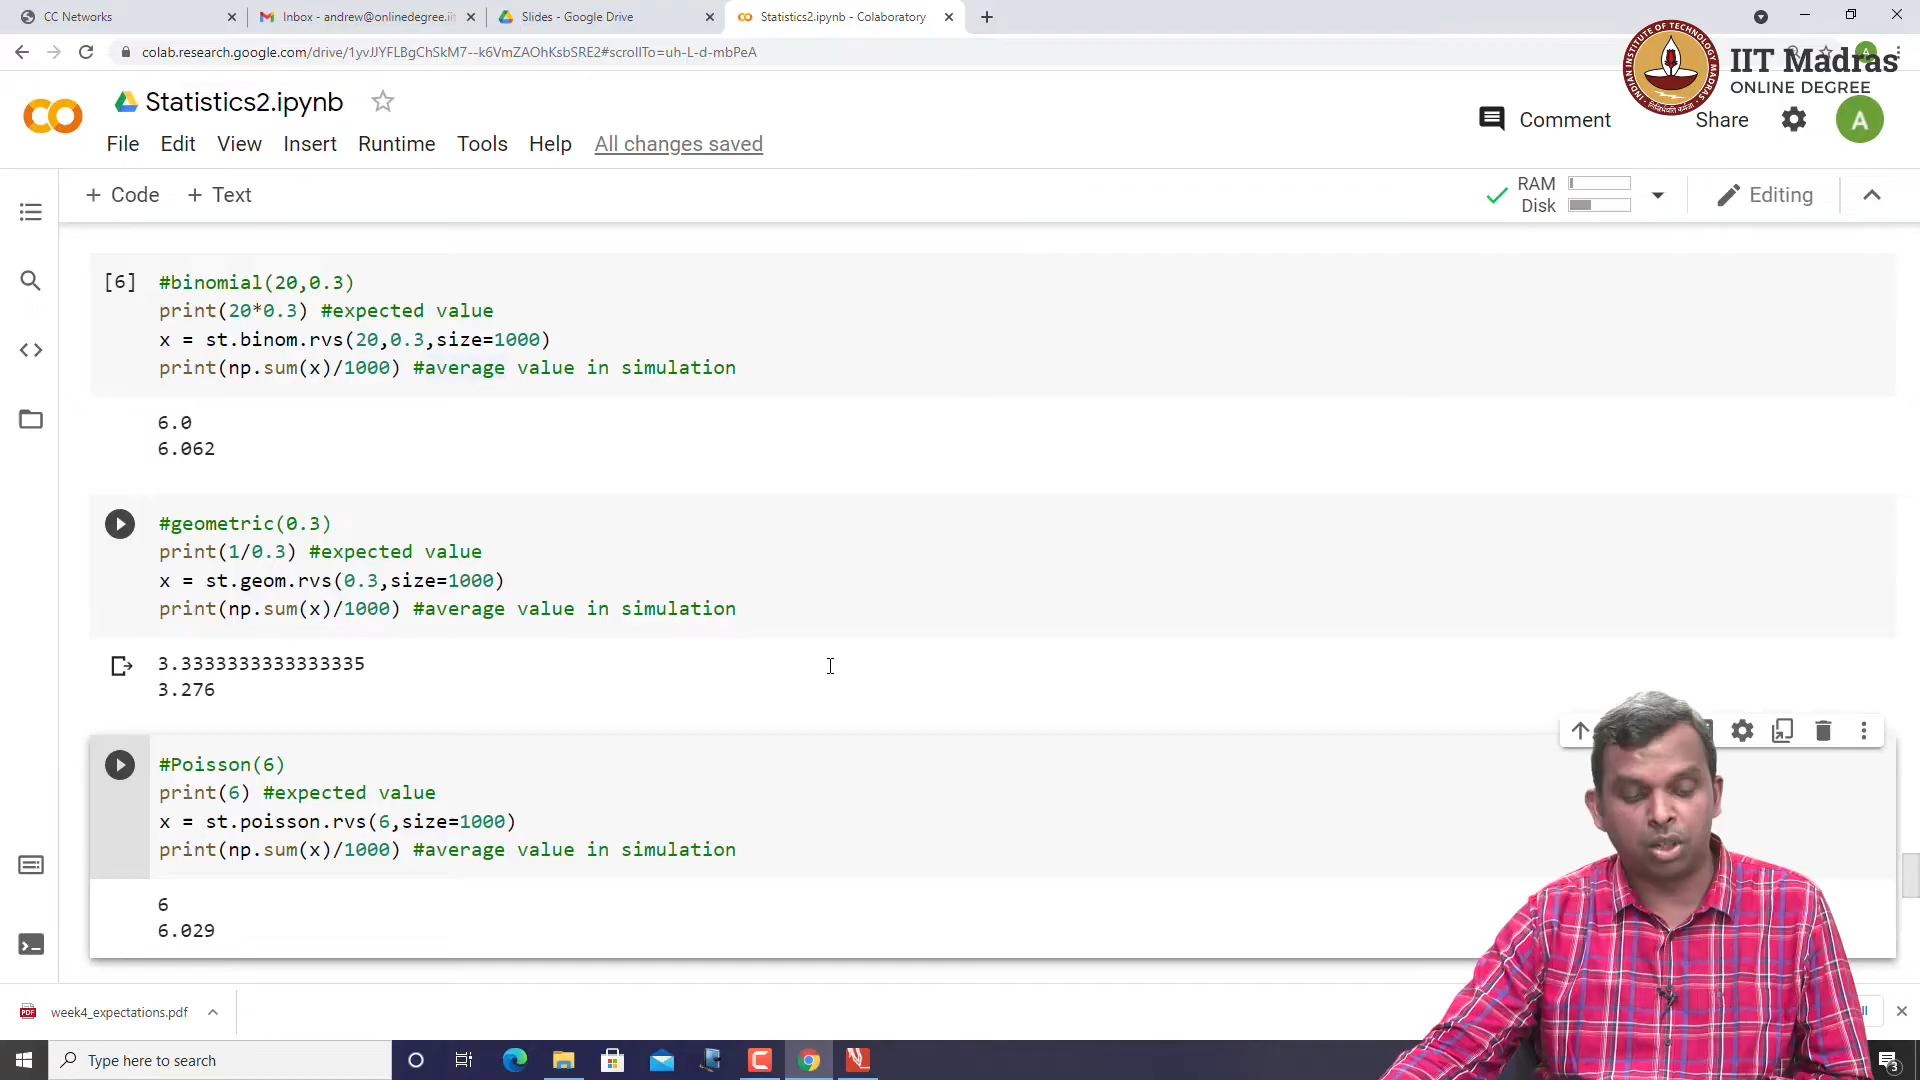 CC Networks
Inbox - andrew@onlinedegree.iit
Slides - Google Drive
Statistics2.ipynb - Colaboratory
colab.research.google.com/drive/1yvJJYFLBgChSkM7--k6VmZAOhKsbSRE2#scrollTo=uh-L-d-mbPeA
IIT Madras
ONLINE DEGREE
INDIAN INSTITUTE OF TECHNOLOGY MADRAS
Statistics2.ipynb
Comment
Share
A
File Edit View Insert Runtime Tools Help All changes saved
+ Code + Text
RAM
Disk
Editing
[6]
#binomial(20,0.3)
print(20*0.3) #expected value
x = st.binom.rvs(20,0.3,size=1000)
print(np.sum(x)/1000) #average value in simulation
6.0
6.062
#geometric(0.3)
print(1/0.3) #expected value
x = st.geom.rvs(0.3,size=1000)
print(np.sum(x)/1000) #average value in simulation
3.3333333333333335
3.276
#Poisson(6)
print(6) #expected value
x = st.poisson.rvs(6,size=1000)
print(np.sum(x)/1000) #average value in simulation
6
6.029
week4_expectations.pdf
Type here to search
3